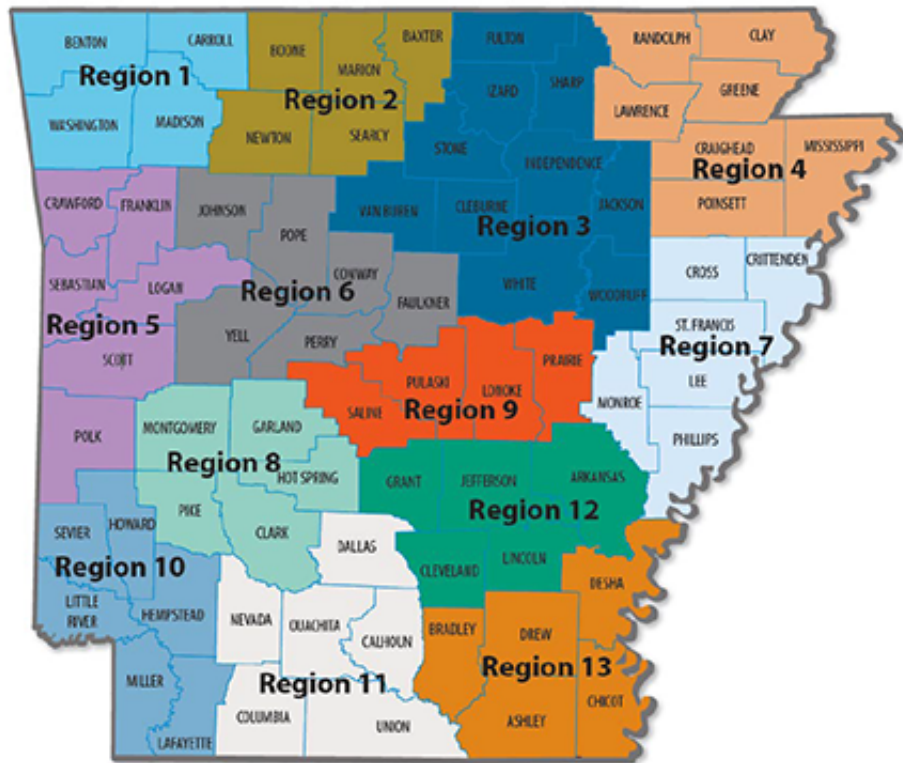 BENTON
CARROLL
Region 1
WASHINGTON
MADISON
BOONE
MARION
BAXTER
Region 2
NEWTON
SEARCY
FULTON
IZARD
SHARP
STONE
INDEPENDENCE
VAN BUREN
CLEBURNE
JACKSON
Region 3
WHITE
WOODRUFF
RANDOLPH
CLAY
LAWRENCE
GREENE
CRAIGHEAD
MISSISSIPPI
Region 4
POINSETT
CRAWFORD
FRANKLIN
SEBASTIAN
LOGAN
Region 5
SCOTT
POLK
JOHNSON
POPE
CONWAY
Region 6
FAULKNER
YELL
PERRY
CROSS
CRITTENDEN
ST. FRANCIS
Region 7
LEE
MONROE
PHILLIPS
MONTGOMERY
GARLAND
Region 8
HOT SPRING
PIKE
CLARK
PULASKI
LONOKE
PRAIRIE
SALINE
Region 9
SEVIER
HOWARD
Region 10
LITTLE
RIVER
HEMPSTEAD
MILLER
LAFAYETTE
DALLAS
NEVADA
OUACHITA
CALHOUN
Region 11
COLUMBIA
UNION
GRANT
JEFFERSON
ARKANSAS
Region 12
CLEVELAND
LINCOLN
DESHA
BRADLEY
DREW
Region 13
CHICOT
ASHLEY